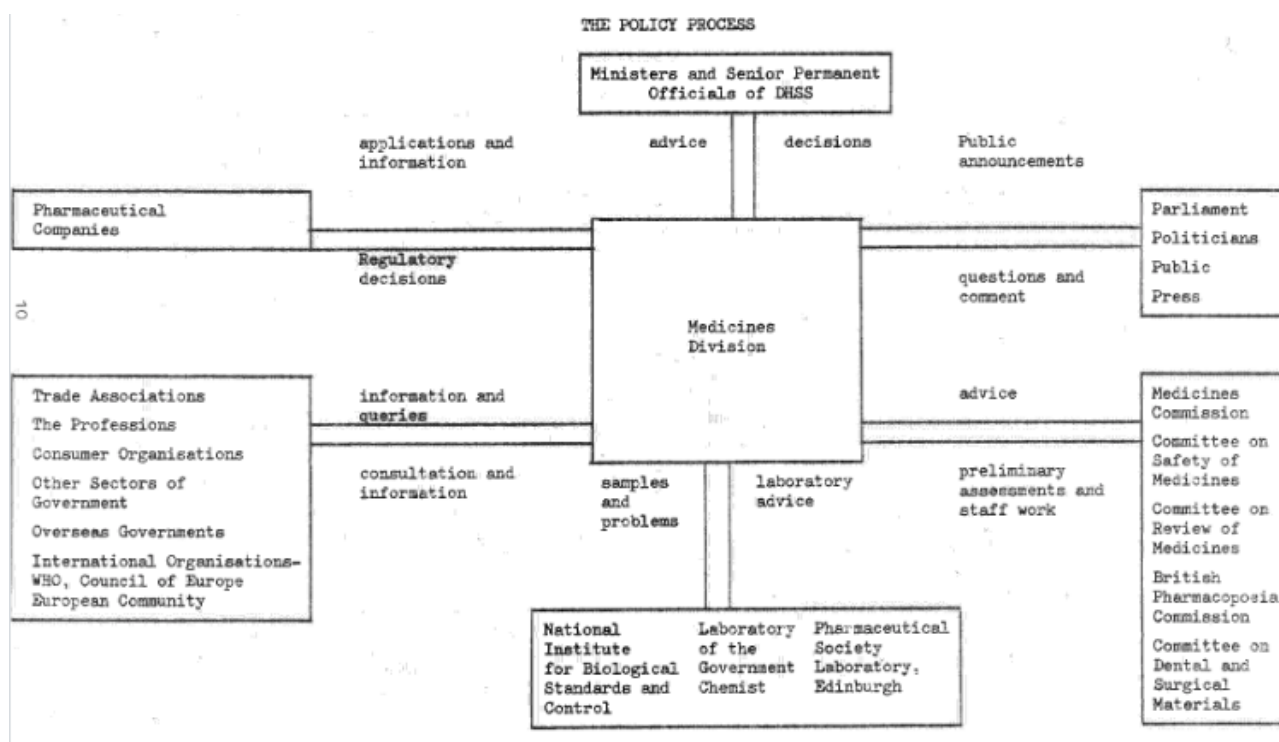 THE POLICY PROCESS
Ministers and Senior Permanent
Officials of DHSS
applications and
information
advice
decisions
Public
announcements
Pharmaceutical
Companies
Regulatory
decisions
Parliament
Politicians
Public
Press
questions and
comment
10
Medicines
Division
Trade Associations
The Professions
Consumer Organisations
Other Sectors of
Government
Overseas Governments
International Organisations-
WHO, Council of Europe
European Community
information and
queries
consultation and
information
samples
and
problems
laboratory
advice
advice
preliminary
assessments and
staff work
Medicines
Commission
Committee on
Safety of
Medicines
Committee on
Review of
Medicines
British
Pharmacopoeia
Commission
Committee on
Dental and
Surgical
Materials
National
Institute
for Biological
Standards and
Control
Laboratory
of the
Government
Chemist
Pharmaceutical
Society
Laboratory,
Edinburgh